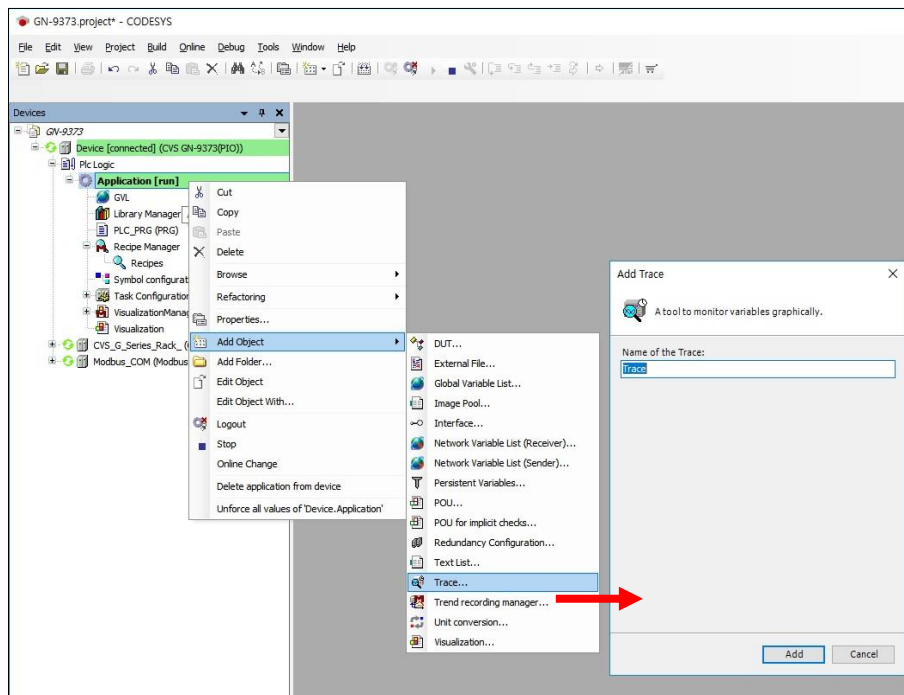 GN-9373.project* - CODESYS
File Edit View Project Build Online Debug Tools Window Help
Devices
GN-9373
Device [connected] (CVS GN-9373(PIO))
Plc Logic
Application [run]
GVL
Library Manager
PLC_PRG (PRG)
Recipe Manager
Recipes
Symbol configurat
Task Configuration
VisualizationMana
Visualization
CVS_G_Series_Rack_ (
Modbus_COM (Modbus
Cut
Copy
Paste
Delete
Browse
Refactoring
Properties...
Add Object
Add Folder...
Edit Object
Edit Object With...
Logout
Stop
Online Change
Delete application from device
Unforce all values of 'Device.Application'
DUT...
External File...
Global Variable List...
Image Pool...
Interface...
Network Variable List (Receiver)...
Network Variable List (Sender)...
Persistent Variables...
POU...
POU for implicit checks...
Redundancy Configuration...
Text List...
Trace...
Trend recording manager...
Unit conversion...
Visualization...
Add Trace
A tool to monitor variables graphically.
Name of the Trace:
Trace
Add Cancel